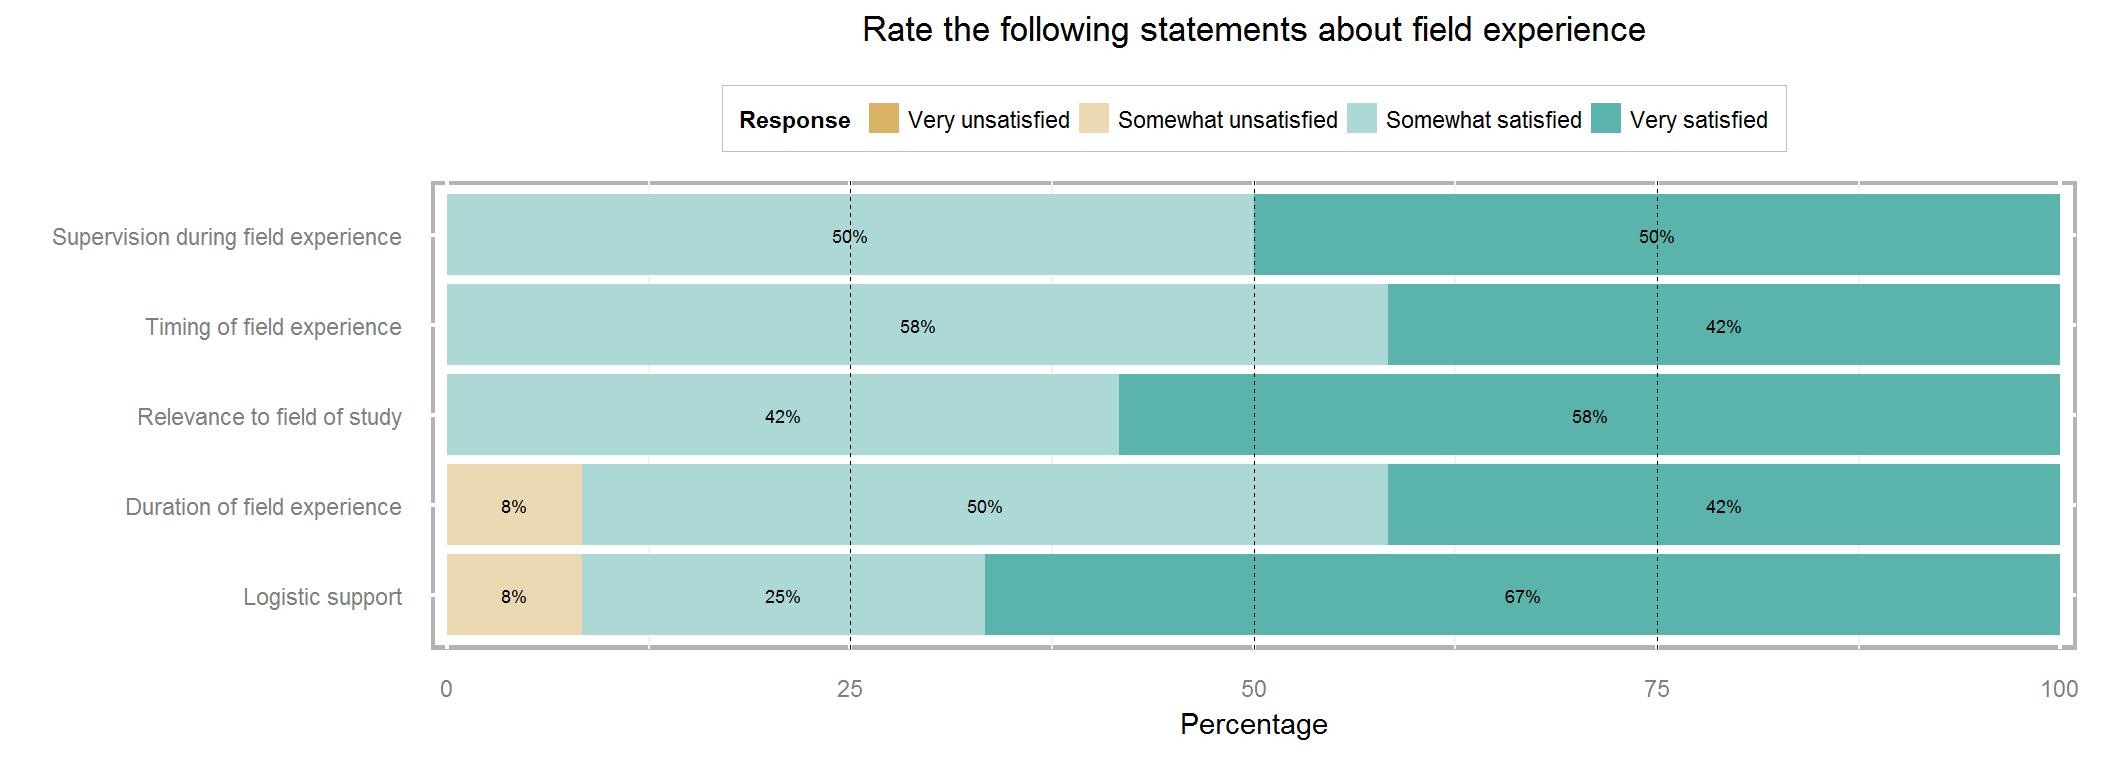 Rate the following statements about field experience
Response Very unsatisfied Somewhat unsatisfied Somewhat satisfied Very satisfied
Supervision during field experience 50% 50%
Timing of field experience 58% 42%
Relevance to field of study 42% 58%
Duration of field experience 8% 50% 42%
Logistic support 8% 25% 67%
0 25 50 75 100
Percentage